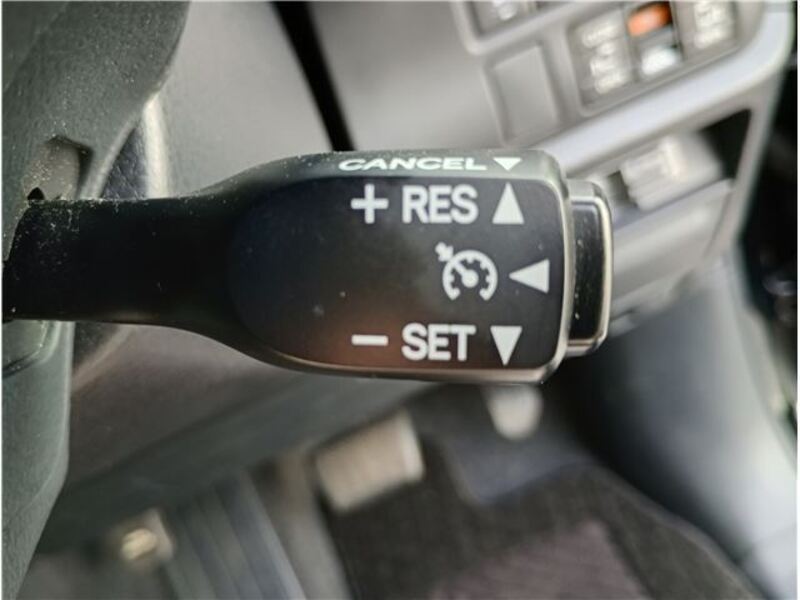 CANCEL ▼
+ RES ▲
◀
− SET ▼